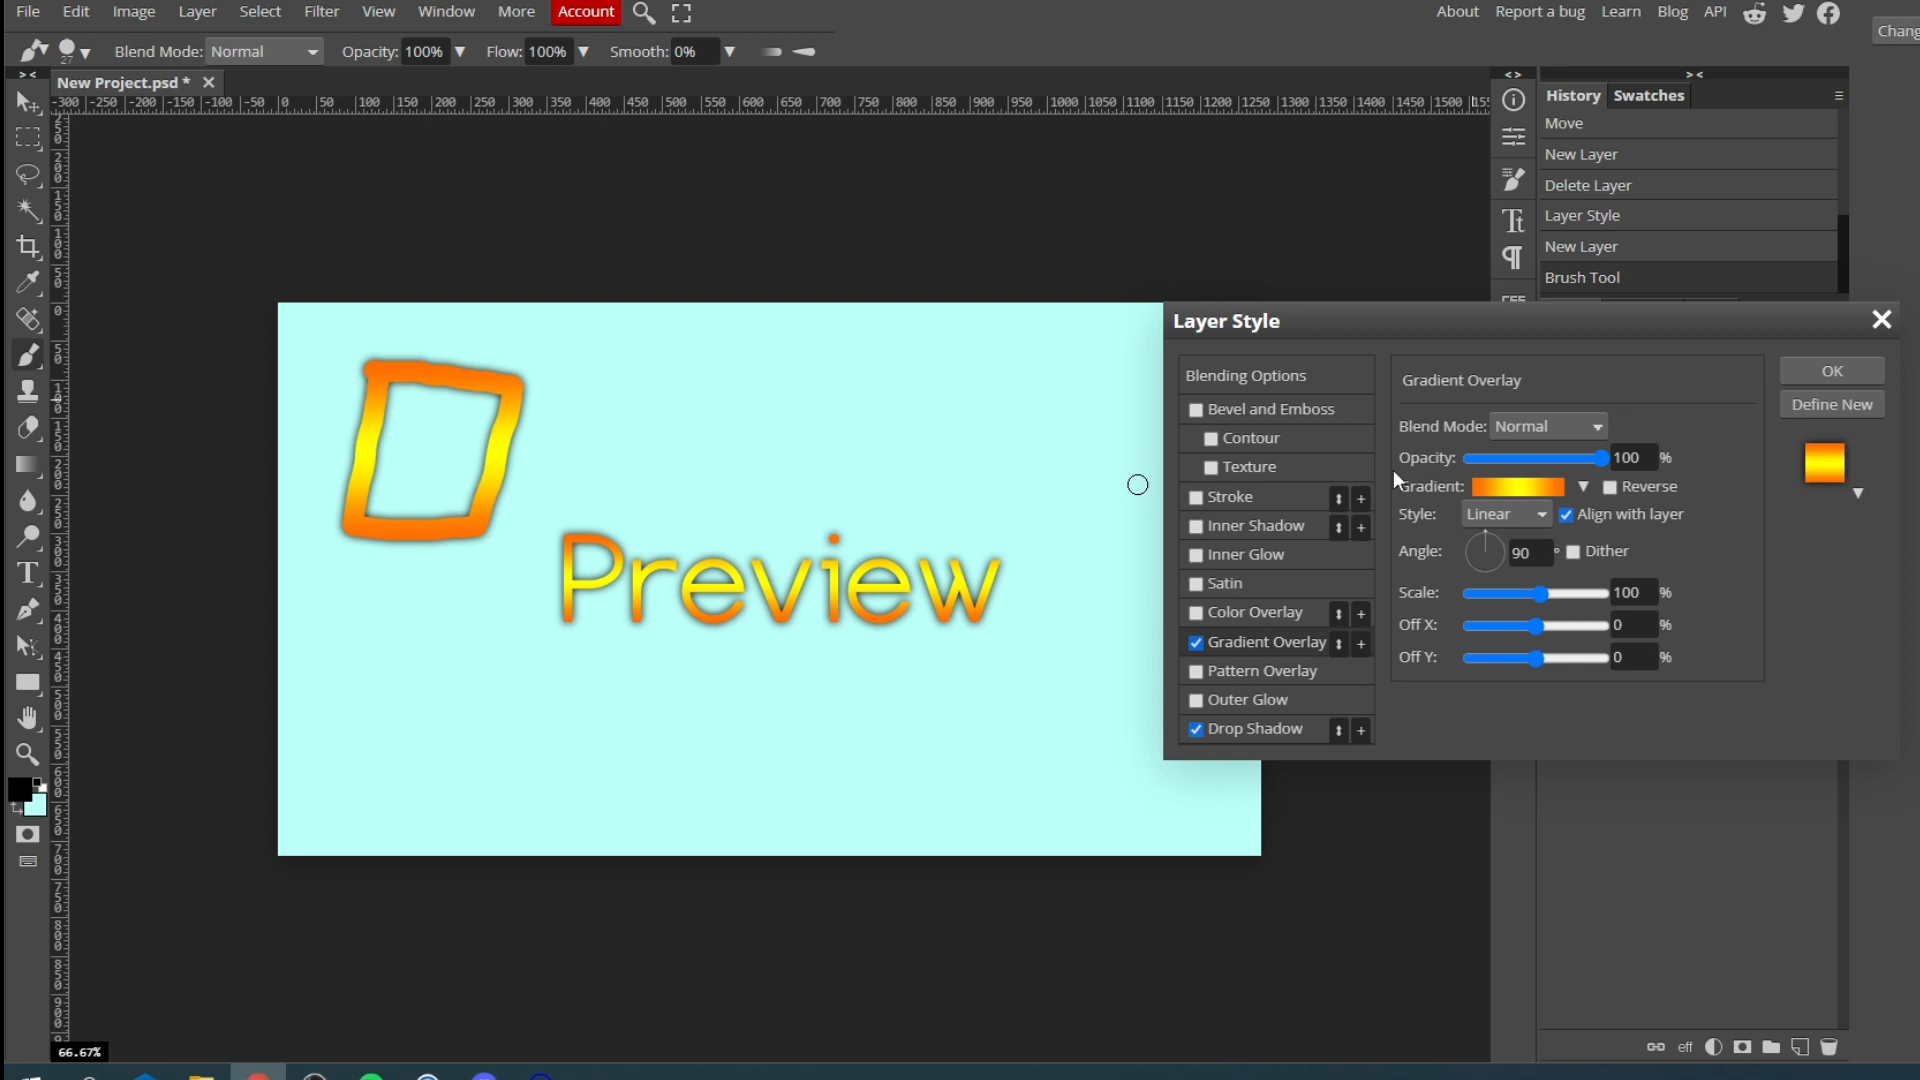 File Edit Image Layer Select Filter View Window More Account About Report a bug Learn Blog API
27 Blend Mode: Normal Opacity: 100% Flow: 100% Smooth: 0% Chang
> < New Project.psd * < > > <
-300 -250 -200 -150 -100 -50 0 50 100 150 200 250 300 350 400 450 500 550 600 650 700 750 800 850 900 950 1000 1050 1100 1150 1200 1250 1300 1350 1400 1450 1500
History Swatches
Move
New Layer
Delete Layer
Layer Style
New Layer
Brush Tool
Preview
Layer Style
Blending Options
Bevel and Emboss
Contour
Texture
Stroke +
Inner Shadow +
Inner Glow
Satin
Color Overlay +
Gradient Overlay +
Pattern Overlay
Outer Glow
Drop Shadow +
Gradient Overlay
Blend Mode: Normal
Opacity: 100 %
Gradient: Reverse
Style: Linear Align with layer
Angle: 90 ° Dither
Scale: 100 %
Off X: 0 %
Off Y: 0 %
OK
Define New
66.67%
eff